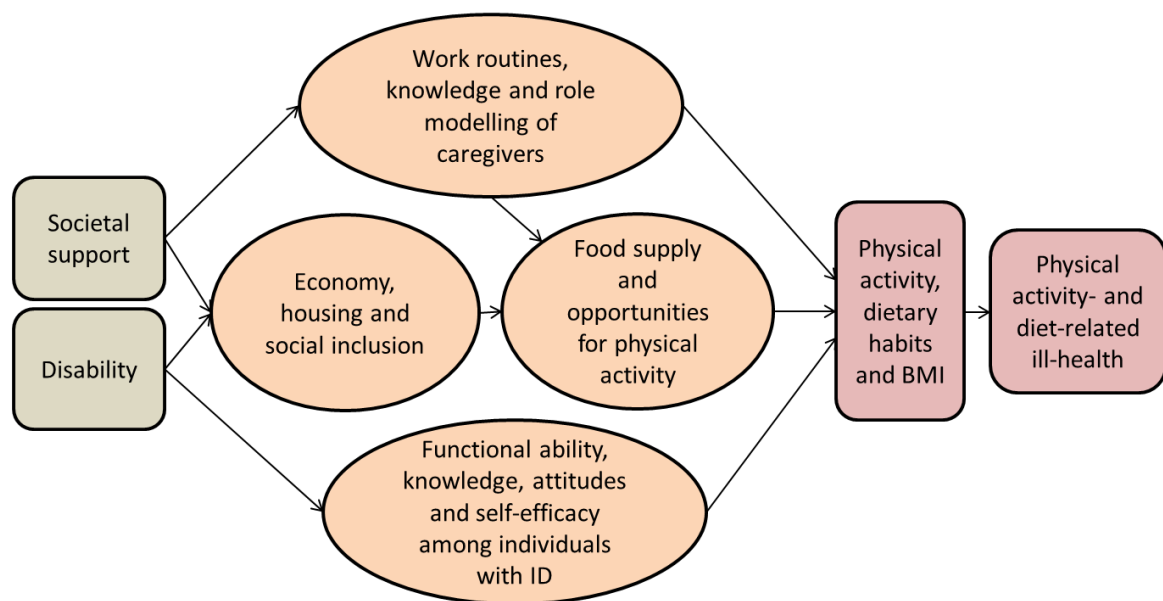 Work routines,
knowledge and role
modelling of
caregivers
Societal
support
Disability
Economy,
housing and
social inclusion
Food supply
and
opportunities
for physical
activity
Functional ability,
knowledge, attitudes
and self-efficacy
among individuals
with ID
Physical
activity,
dietary
habits
and BMI
Physical
activity- and
diet-related
ill-health